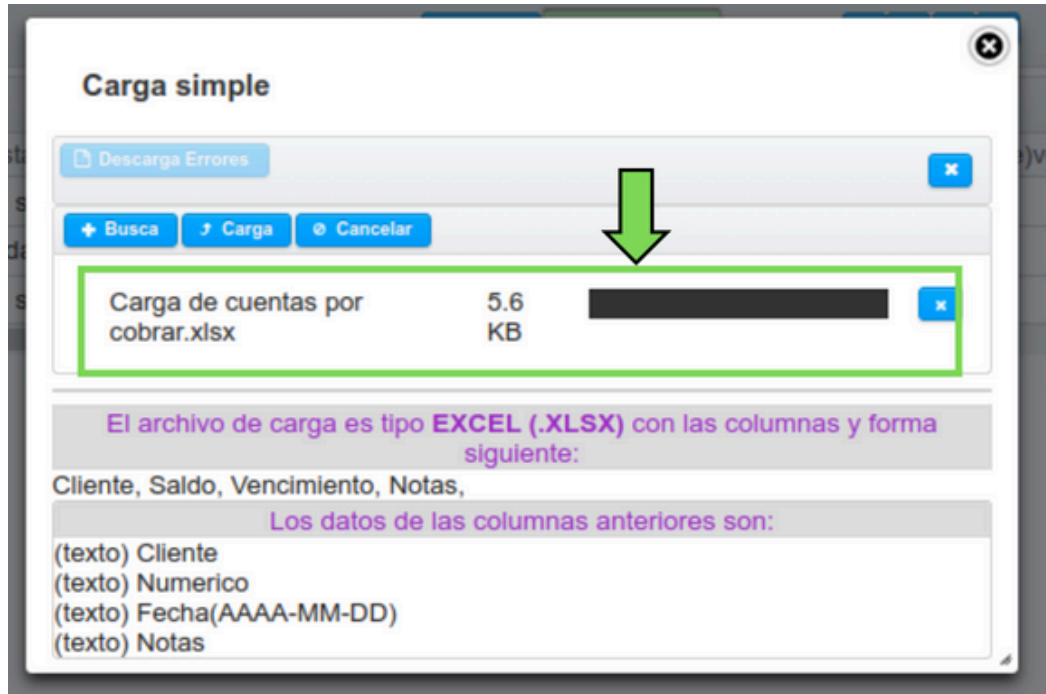 Carga simple
Descarga Errores
Busca Carga Cancelar
Carga de cuentas por 5.6
cobrar.xlsx KB
El archivo de carga es tipo EXCEL (.XLSX) con las columnas y forma
siguiente:
Cliente, Saldo, Vencimiento, Notas,
Los datos de las columnas anteriores son:
(texto) Cliente
(texto) Numerico
(texto) Fecha(AAAA-MM-DD)
(texto) Notas